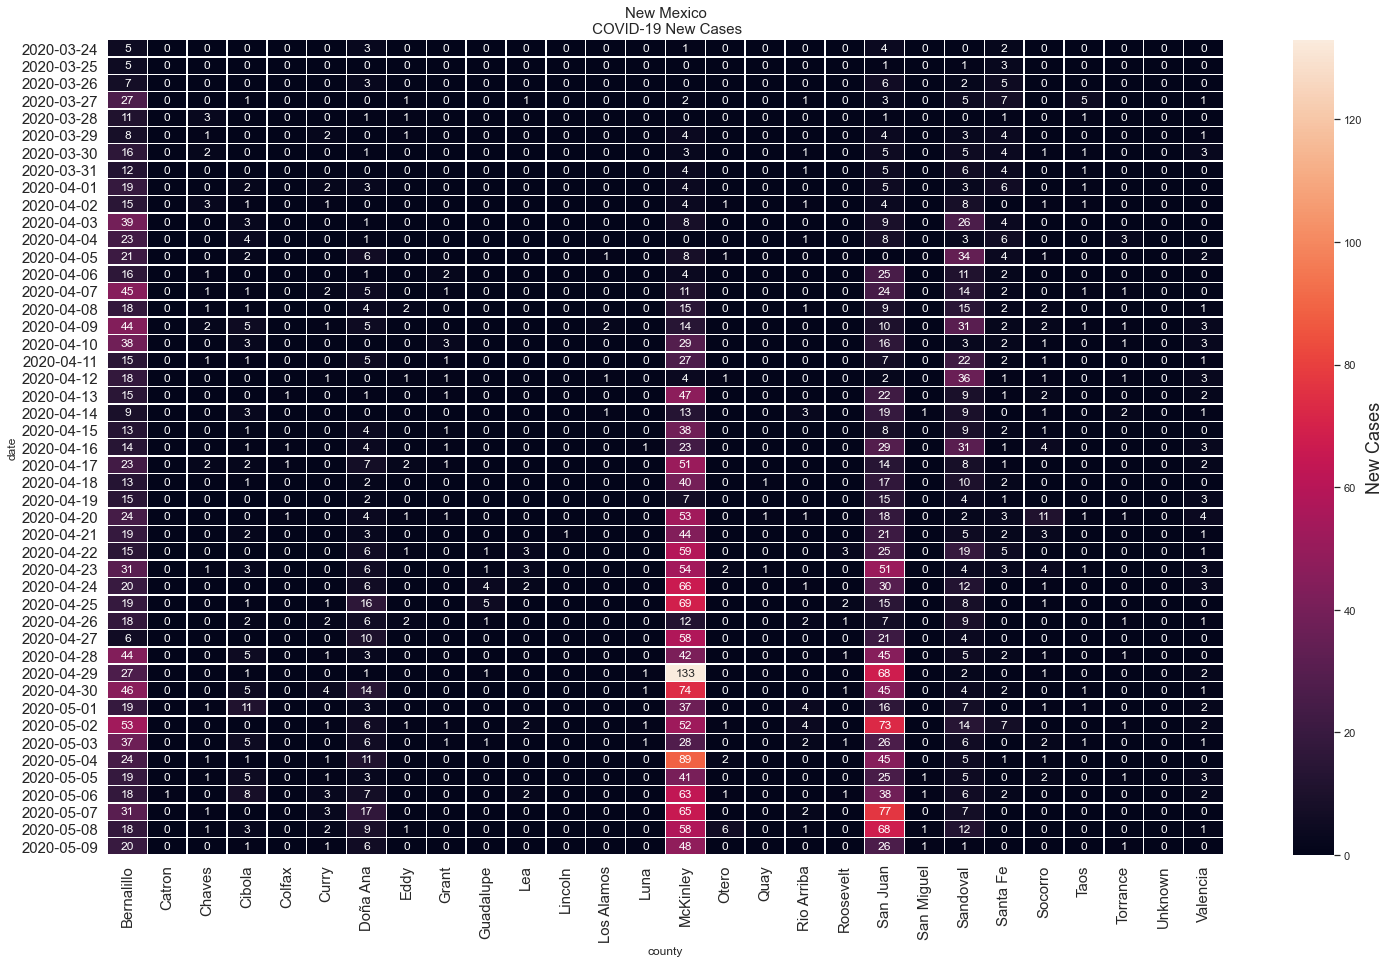 New Mexico
COVID-19 New Cases
2020-03-24 5 0 0 0 0 0 3 0 0 0 0 0 0 0 1 0 0 0 0 4 0 0 2 0 0 0 0 0
2020-03-25 5 0 0 0 0 0 0 0 0 0 0 0 0 0 0 0 0 0 0 1 0 1 3 0 0 0 0 0
2020-03-26 7 0 0 0 0 0 3 0 0 0 0 0 0 0 0 0 0 0 0 6 0 2 5 0 0 0 0 0
2020-03-27 27 0 0 1 0 0 0 1 0 0 1 0 0 0 2 0 0 1 0 3 0 5 7 0 5 0 0 1
2020-03-28 11 0 3 0 0 0 1 1 0 0 0 0 0 0 0 0 0 0 0 1 0 0 1 0 1 0 0 0
2020-03-29 8 0 1 0 0 2 0 1 0 0 0 0 0 0 4 0 0 0 0 4 0 3 4 0 0 0 0 1
2020-03-30 16 0 2 0 0 0 1 0 0 0 0 0 0 0 3 0 0 1 0 5 0 5 4 1 1 0 0 3
2020-03-31 12 0 0 0 0 0 0 0 0 0 0 0 0 0 4 0 0 1 0 5 0 6 4 0 1 0 0 0
2020-04-01 19 0 0 2 0 2 3 0 0 0 0 0 0 0 4 0 0 0 0 5 0 3 6 0 1 0 0 0
2020-04-02 15 0 3 1 0 1 0 0 0 0 0 0 0 0 4 1 0 1 0 4 0 8 0 1 1 0 0 0
2020-04-03 39 0 0 3 0 0 1 0 0 0 0 0 0 0 8 0 0 0 0 9 0 26 4 0 0 0 0 0
2020-04-04 23 0 0 4 0 0 1 0 0 0 0 0 0 0 0 0 0 1 0 8 0 3 6 0 0 3 0 0
2020-04-05 21 0 0 2 0 0 6 0 0 0 0 0 1 0 8 1 0 0 0 0 0 34 4 1 0 0 0 2
2020-04-06 16 0 1 0 0 0 1 0 2 0 0 0 0 0 4 0 0 0 0 25 0 11 2 0 0 0 0 0
2020-04-07 45 0 1 1 0 2 5 0 1 0 0 0 0 0 11 0 0 0 0 24 0 14 2 0 1 1 0 0
2020-04-08 18 0 1 1 0 0 4 2 0 0 0 0 0 0 15 0 0 1 0 9 0 15 2 2 0 0 0 1
2020-04-09 44 0 2 5 0 1 5 0 0 0 0 0 2 0 14 0 0 0 0 10 0 31 2 2 1 1 0 3
2020-04-10 38 0 0 3 0 0 0 0 3 0 0 0 0 0 29 0 0 0 0 16 0 3 2 1 0 1 0 3
2020-04-11 15 0 1 1 0 0 5 0 1 0 0 0 0 0 27 0 0 0 0 7 0 22 2 1 0 0 0 1
2020-04-12 18 0 0 0 0 1 0 1 1 0 0 0 1 0 4 1 0 0 0 2 0 36 1 1 0 1 0 3
2020-04-13 15 0 0 0 1 0 1 0 1 0 0 0 0 0 47 0 0 0 0 22 0 9 1 2 0 0 0 2
2020-04-14 9 0 0 3 0 0 0 0 0 0 0 0 1 0 13 0 0 3 0 19 1 9 0 1 0 2 0 1
2020-04-15 13 0 0 1 0 0 4 0 1 0 0 0 0 0 38 0 0 0 0 8 0 9 2 1 0 0 0 0
2020-04-16 14 0 0 1 1 0 4 0 1 0 0 0 0 1 23 0 0 0 0 29 0 31 1 4 0 0 0 3
2020-04-17 23 0 2 2 1 0 7 2 1 0 0 0 0 0 51 0 0 0 0 14 0 8 1 0 0 0 0 2
2020-04-18 13 0 0 1 0 0 2 0 0 0 0 0 0 0 40 0 1 0 0 17 0 10 2 0 0 0 0 0
2020-04-19 15 0 0 0 0 0 2 0 0 0 0 0 0 0 7 0 0 0 0 15 0 4 1 0 0 0 0 3
2020-04-20 24 0 0 0 1 0 4 1 1 0 0 0 0 0 53 0 1 1 0 18 0 2 3 11 1 1 0 4
2020-04-21 19 0 0 2 0 0 3 0 0 0 0 1 0 0 44 0 0 0 0 21 0 5 2 3 0 0 0 1
2020-04-22 15 0 0 0 0 0 6 1 0 1 3 0 0 0 59 0 0 0 3 25 0 19 5 0 0 0 0 1
2020-04-23 31 0 1 3 0 0 6 0 0 1 3 0 0 0 54 2 1 0 0 51 0 4 3 4 1 0 0 3
2020-04-24 20 0 0 0 0 0 6 0 0 4 2 0 0 0 66 0 0 1 0 30 0 12 0 1 0 0 0 3
2020-04-25 19 0 0 1 0 1 16 0 0 5 0 0 0 0 69 0 0 0 2 15 0 8 0 1 0 0 0 0
2020-04-26 18 0 0 2 0 2 6 2 0 1 0 0 0 0 12 0 0 2 1 7 0 9 0 0 0 1 0 1
2020-04-27 6 0 0 0 0 0 10 0 0 0 0 0 0 0 58 0 0 0 0 21 0 4 0 0 0 0 0 0
2020-04-28 44 0 0 5 0 1 3 0 0 0 0 0 0 0 42 0 0 0 1 45 0 5 2 1 0 1 0 0
2020-04-29 27 0 0 1 0 0 1 0 0 1 0 0 0 1 133 0 0 0 0 68 0 2 0 1 0 0 0 2
2020-04-30 46 0 0 5 0 4 14 0 0 0 0 0 0 1 74 0 0 0 1 45 0 4 2 0 1 0 0 1
2020-05-01 19 0 1 11 0 0 3 0 0 0 0 0 0 0 37 0 0 4 0 16 0 7 0 1 1 0 0 2
2020-05-02 53 0 0 0 0 1 6 1 1 0 2 0 0 1 52 1 0 4 0 73 0 14 7 0 0 1 0 2
2020-05-03 37 0 0 5 0 0 6 0 1 1 0 0 0 1 28 0 0 2 1 26 0 6 0 2 1 0 0 1
2020-05-04 24 0 1 1 0 1 11 0 0 0 0 0 0 0 89 2 0 0 0 45 0 5 1 1 0 0 0 0
2020-05-05 19 0 1 5 0 1 3 0 0 0 0 0 0 0 41 0 0 0 0 25 1 5 0 2 0 1 0 3
2020-05-06 18 1 0 8 0 3 7 0 0 0 2 0 0 0 63 1 0 0 1 38 1 6 2 0 0 0 0 2
2020-05-07 31 0 1 0 0 3 17 0 0 0 0 0 0 0 65 0 0 2 0 77 0 7 0 0 0 0 0 0
2020-05-08 18 0 1 3 0 2 9 1 0 0 0 0 0 0 58 6 0 1 0 68 1 12 0 0 0 0 0 1
2020-05-09 20 0 0 1 0 1 6 0 0 0 0 0 0 0 48 0 0 0 0 26 1 1 0 0 0 1 0 0
date
Bernalillo Catron Chaves Cibola Colfax Curry Doña Ana Eddy Grant Guadalupe Lea Lincoln Los Alamos Luna McKinley Otero Quay Rio Arriba Roosevelt San Juan San Miguel Sandoval Santa Fe Socorro Taos Torrance Unknown Valencia
county
120
100
80
60
40
20
0
New Cases